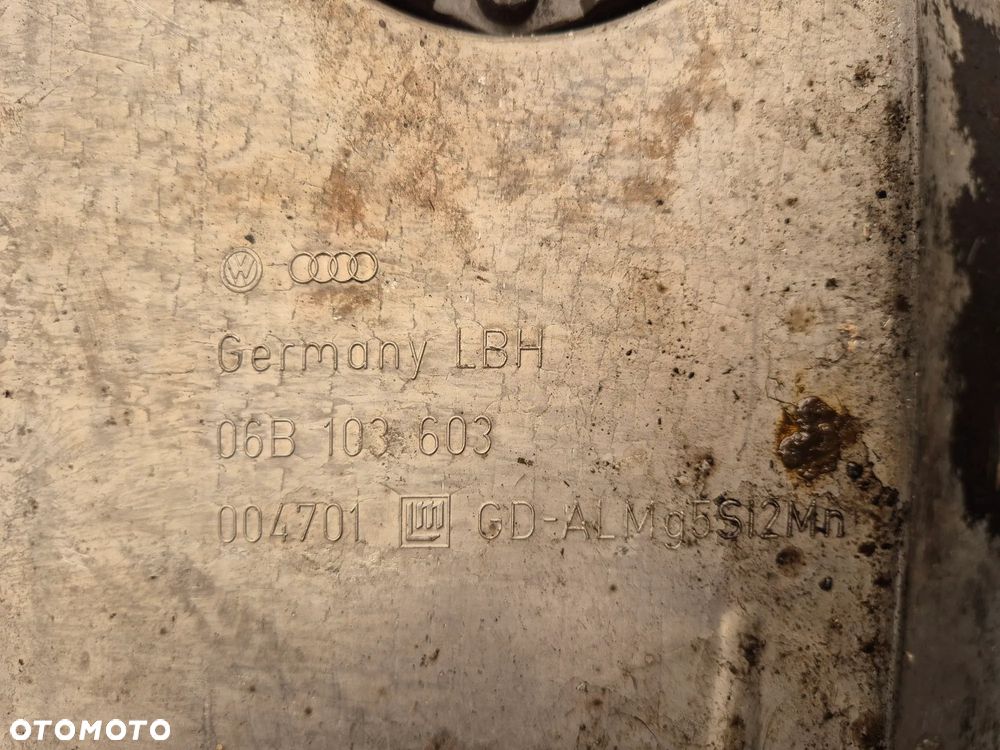 Germany LBH
06B 103 603
004701 GD-ALMg5Si2Mn
OTOMOTO